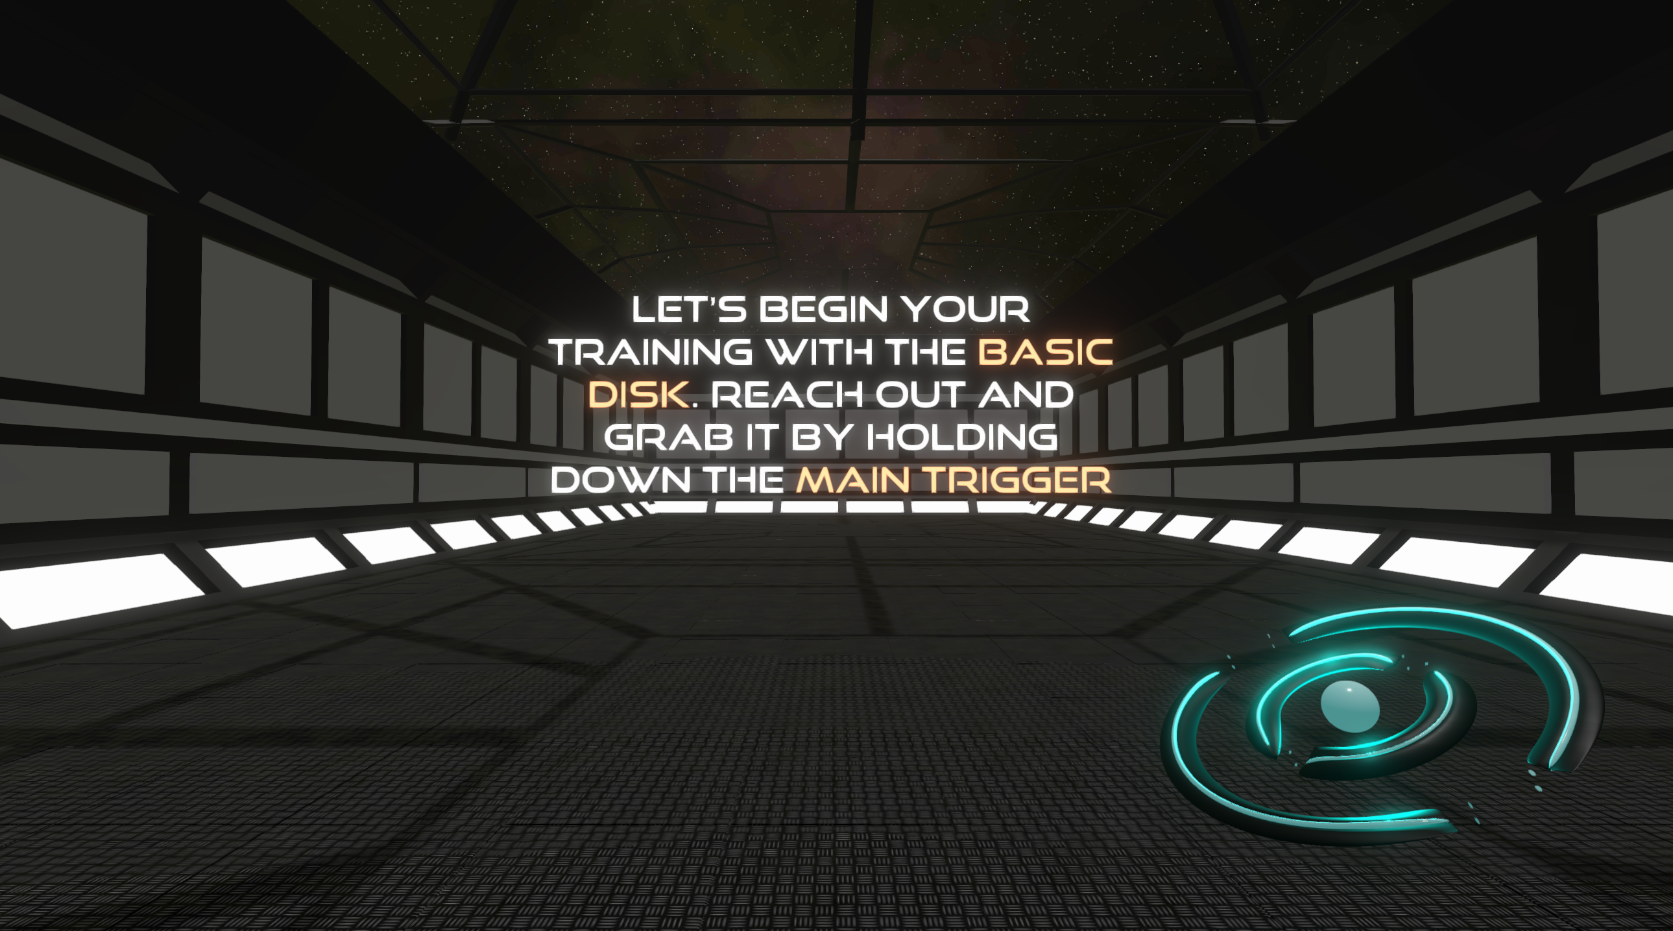 LET'S BEGIN YOUR
TRAINING WITH THE BASIC
DISK. REACH OUT AND
GRAB IT BY HOLDING
DOWN THE MAIN TRIGGER